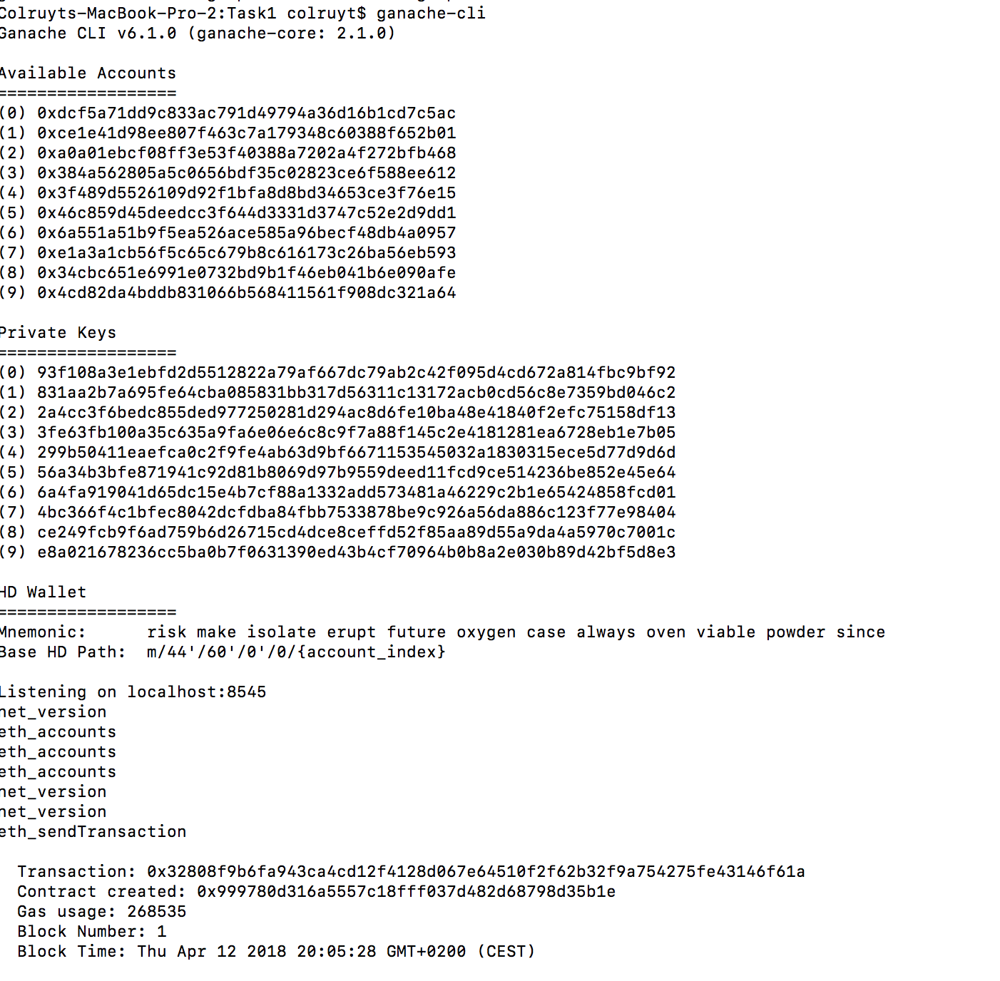 Colruyts-MacBook-Pro-2:Task1 colruyt$ ganache-cli
Ganache CLI v6.1.0 (ganache-core: 2.1.0)
Available Accounts
==================
(0) 0xdcf5a71dd9c833ac791d49794a36d16b1cd7c5ac
(1) 0xce1e41d98ee807f463c7a179348c60388f652b01
(2) 0xa0a01ebcf08ff3e53f40388a7202a4f272bfb468
(3) 0x384a562805a5c0656bdf35c02823ce6f588ee612
(4) 0x3f489d5526109d92f1bfa8d8bd34653ce3f76e15
(5) 0x46c859d45deedcc3f644d3331d3747c52e2d9dd1
(6) 0x6a551a51b9f5ea526ace585a96becf48db4a0957
(7) 0xe1a3a1cb56f5c65c679b8c616173c26ba56eb593
(8) 0x34cbc651e6991e0732bd9b1f46eb041b6e090afe
(9) 0x4cd82da4bddb831066b568411561f908dc321a64
Private Keys
==================
(0) 93f108a3e1ebfd2d5512822a79af667dc79ab2c42f095d4cd672a814fbc9bf92
(1) 831aa2b7a695fe64cba085831bb317d56311c13172acb0cd56c8e7359bd046c2
(2) 2a4cc3f6bedc855ded977250281d294ac8d6fe10ba48e41840f2efc75158df13
(3) 3fe63fb100a35c635a9fa6e06e6c8c9f7a88f145c2e4181281ea6728eb1e7b05
(4) 299b50411eaefca0c2f9fe4ab63d9bf6671153545032a1830315ece5d77d9d6d
(5) 56a34b3bfe871941c92d81b8069d97b9559deed11fcd9ce514236be852e45e64
(6) 6a4fa919041d65dc15e4b7cf88a1332add573481a46229c2b1e65424858fcd01
(7) 4bc366f4c1bfec8042dcfdba84fbb7533878be9c926a56da886c123f77e98404
(8) ce249fcb9f6ad759b6d26715cd4dce8ceffd52f85aa89d55a9da4a5970c7001c
(9) e8a021678236cc5ba0b7f0631390ed43b4cf70964b0b8a2e030b89d42bf5d8e3
HD Wallet
==================
Mnemonic:      risk make isolate erupt future oxygen case always oven viable powder since
Base HD Path:  m/44'/60'/0'/0/{account_index}
Listening on localhost:8545
net_version
eth_accounts
eth_accounts
eth_accounts
net_version
net_version
eth_sendTransaction
Transaction: 0x32808f9b6fa943ca4cd12f4128d067e64510f2f62b32f9a754275fe43146f61a
Contract created: 0x999780d316a5557c18fff037d482d68798d35b1e
Gas usage: 268535
Block Number: 1
Block Time: Thu Apr 12 2018 20:05:28 GMT+0200 (CEST)